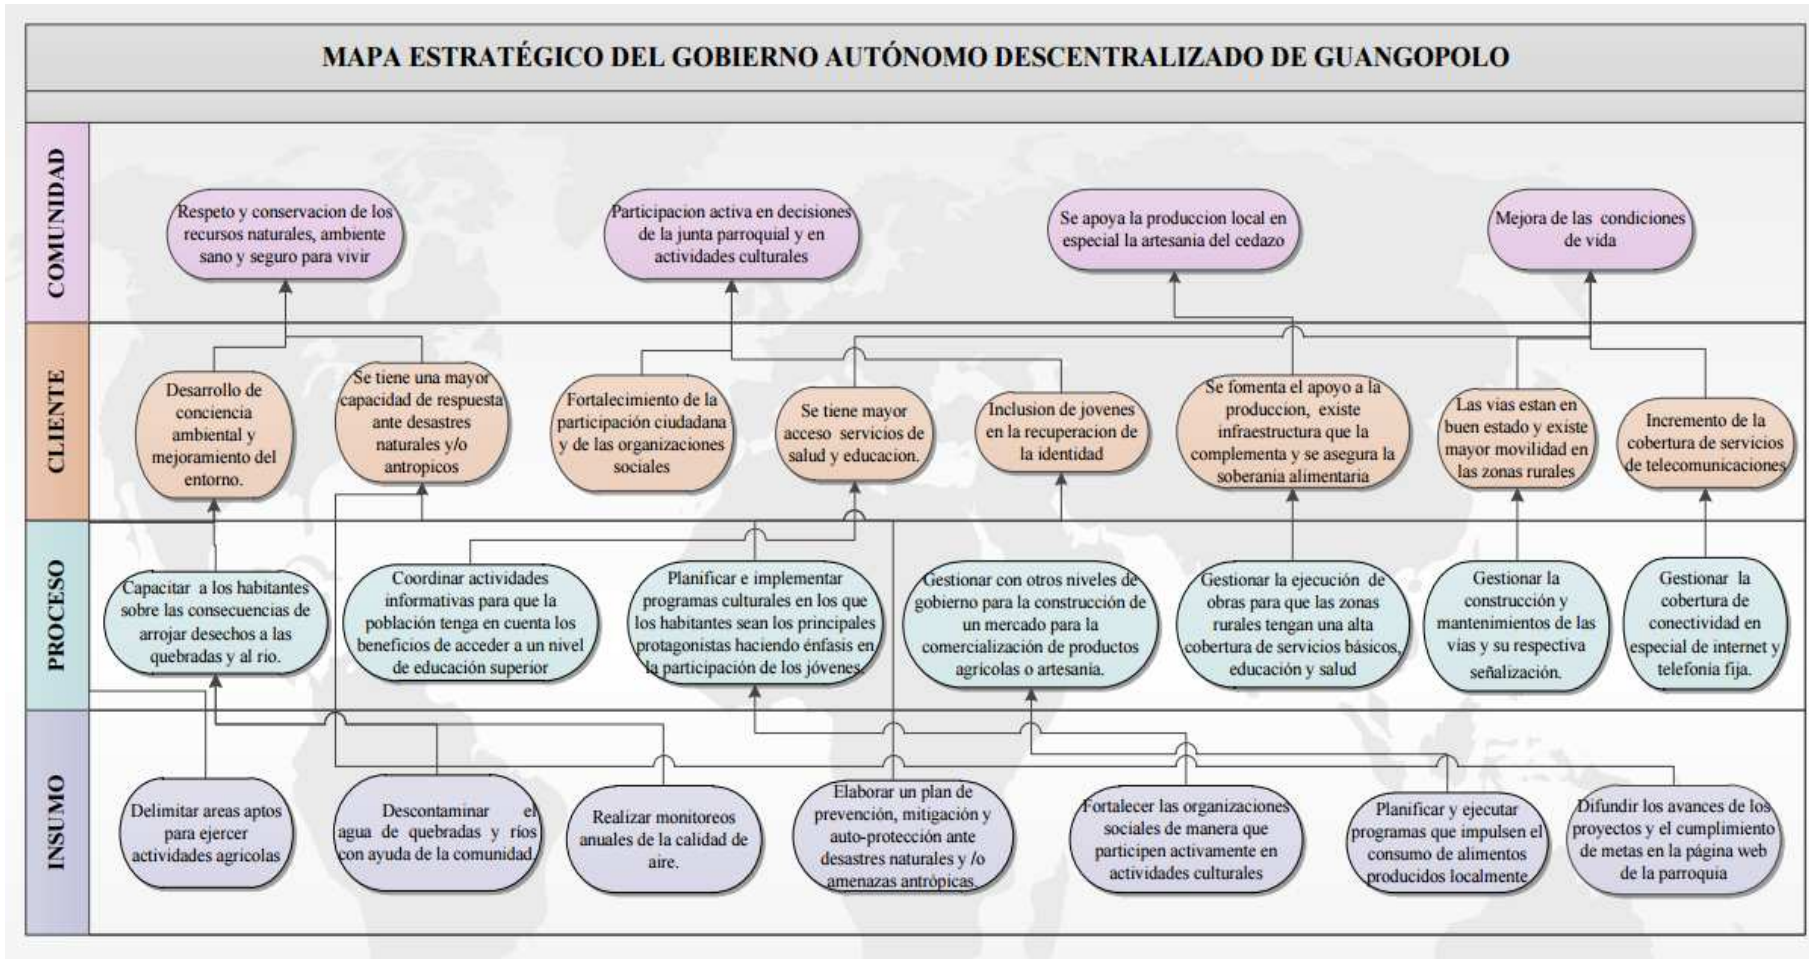 MAPA ESTRATÉGICO DEL GOBIERNO AUTÓNOMO DESCENTRALIZADO DE GUANGOPOLO
COMUNIDAD
Respeto y conservacion de los
recursos naturales, ambiente
sano y seguro para vivir
Participacion activa en decisiones
de la junta parroquial y en
actividades culturales
Se apoya la produccion local en
especial la artesania del cedazo
Mejora de las condiciones
de vida
CLIENTE
Desarrollo de
conciencia
ambiental y
mejoramiento del
entorno.
Se tiene una mayor
capacidad de respuesta
ante desastres
naturales y/o
antropicos
Fortalecimiento de la
participación ciudadana
y de las organizaciones
sociales
Se tiene mayor
acceso servicios de
salud y educacion.
Inclusion de jovenes
en la recuperacion de
la identidad
Se fomenta el apoyo a la
produccion, existe
infraestructura que la
complementa y se asegura la
soberania alimentaria
Las vias estan en
buen estado y existe
mayor movilidad en
las zonas rurales
Incremento de la
cobertura de servicios
de telecomunicaciones
PROCESO
Capacitar a los habitantes
sobre las consecuencias de
arrojar desechos a las
quebradas y al río.
Coordinar actividades
informativas para que la
población tenga en cuenta los
beneficios de acceder a un nivel
de educación superior
Planificar e implementar
programas culturales en los que
los habitantes sean los principales
protagonistas haciendo énfasis en
la participación de los jóvenes.
Gestionar con otros niveles de
gobierno para la construcción de
un mercado para la
comercialización de productos
agrícolas o artesanía.
Gestionar la ejecución de
obras para que las zonas
rurales tengan una alta
cobertura de servicios básicos,
educación y salud
Gestionar la
construcción y
mantenimientos de las
vías y su respectiva
señalización.
Gestionar la
cobertura de
conectividad en
especial de internet y
telefonía fija.
INSUMO
Delimitar areas aptos
para ejercer
actividades agricolas
Descontaminar el
agua de quebradas y ríos
con ayuda de la comunidad.
Realizar monitoreos
anuales de la calidad de
aire.
Elaborar un plan de
prevención, mitigación y
auto-protección ante
desastres naturales y /o
amenazas antrópicas.
Fortalecer las organizaciones
sociales de manera que
participen activamente en
actividades culturales
Planificar y ejecutar
programas que impulsen el
consumo de alimentos
producidos localmente
Difundir los avances de los
proyectos y el cumplimiento
de metas en la página web
de la parroquia